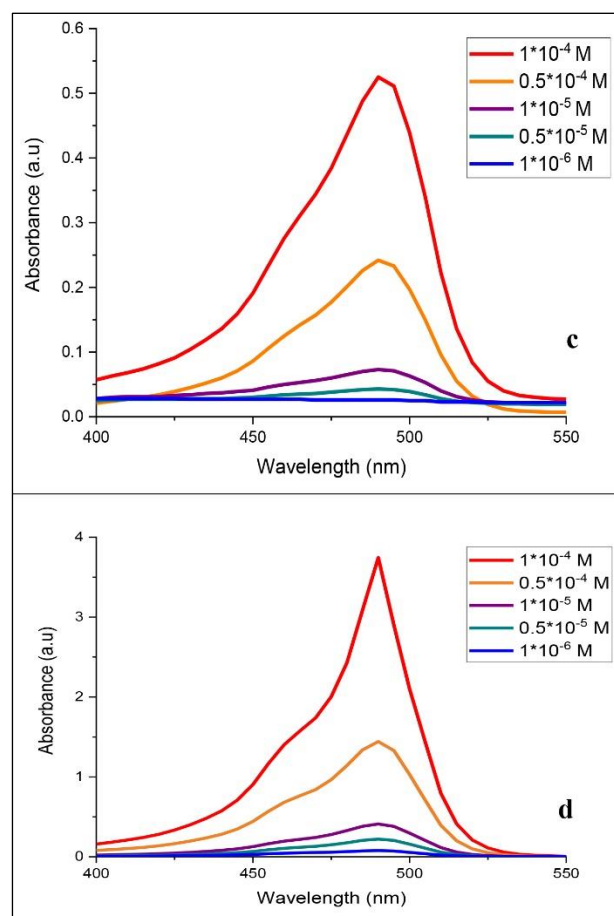 0.6
0.5
0.4
0.3
0.2
0.1
0.0
Absorbance (a.u)
1*10⁻⁴ M
0.5*10⁻⁴ M
1*10⁻⁵ M
0.5*10⁻⁵ M
1*10⁻⁶ M
c
400 450 500 550
Wavelength (nm)
4
3
2
1
0
Absorbance (a.u)
1*10⁻⁴ M
0.5*10⁻⁴ M
1*10⁻⁵ M
0.5*10⁻⁵ M
1*10⁻⁶ M
d
400 450 500 550
Wavelength (nm)